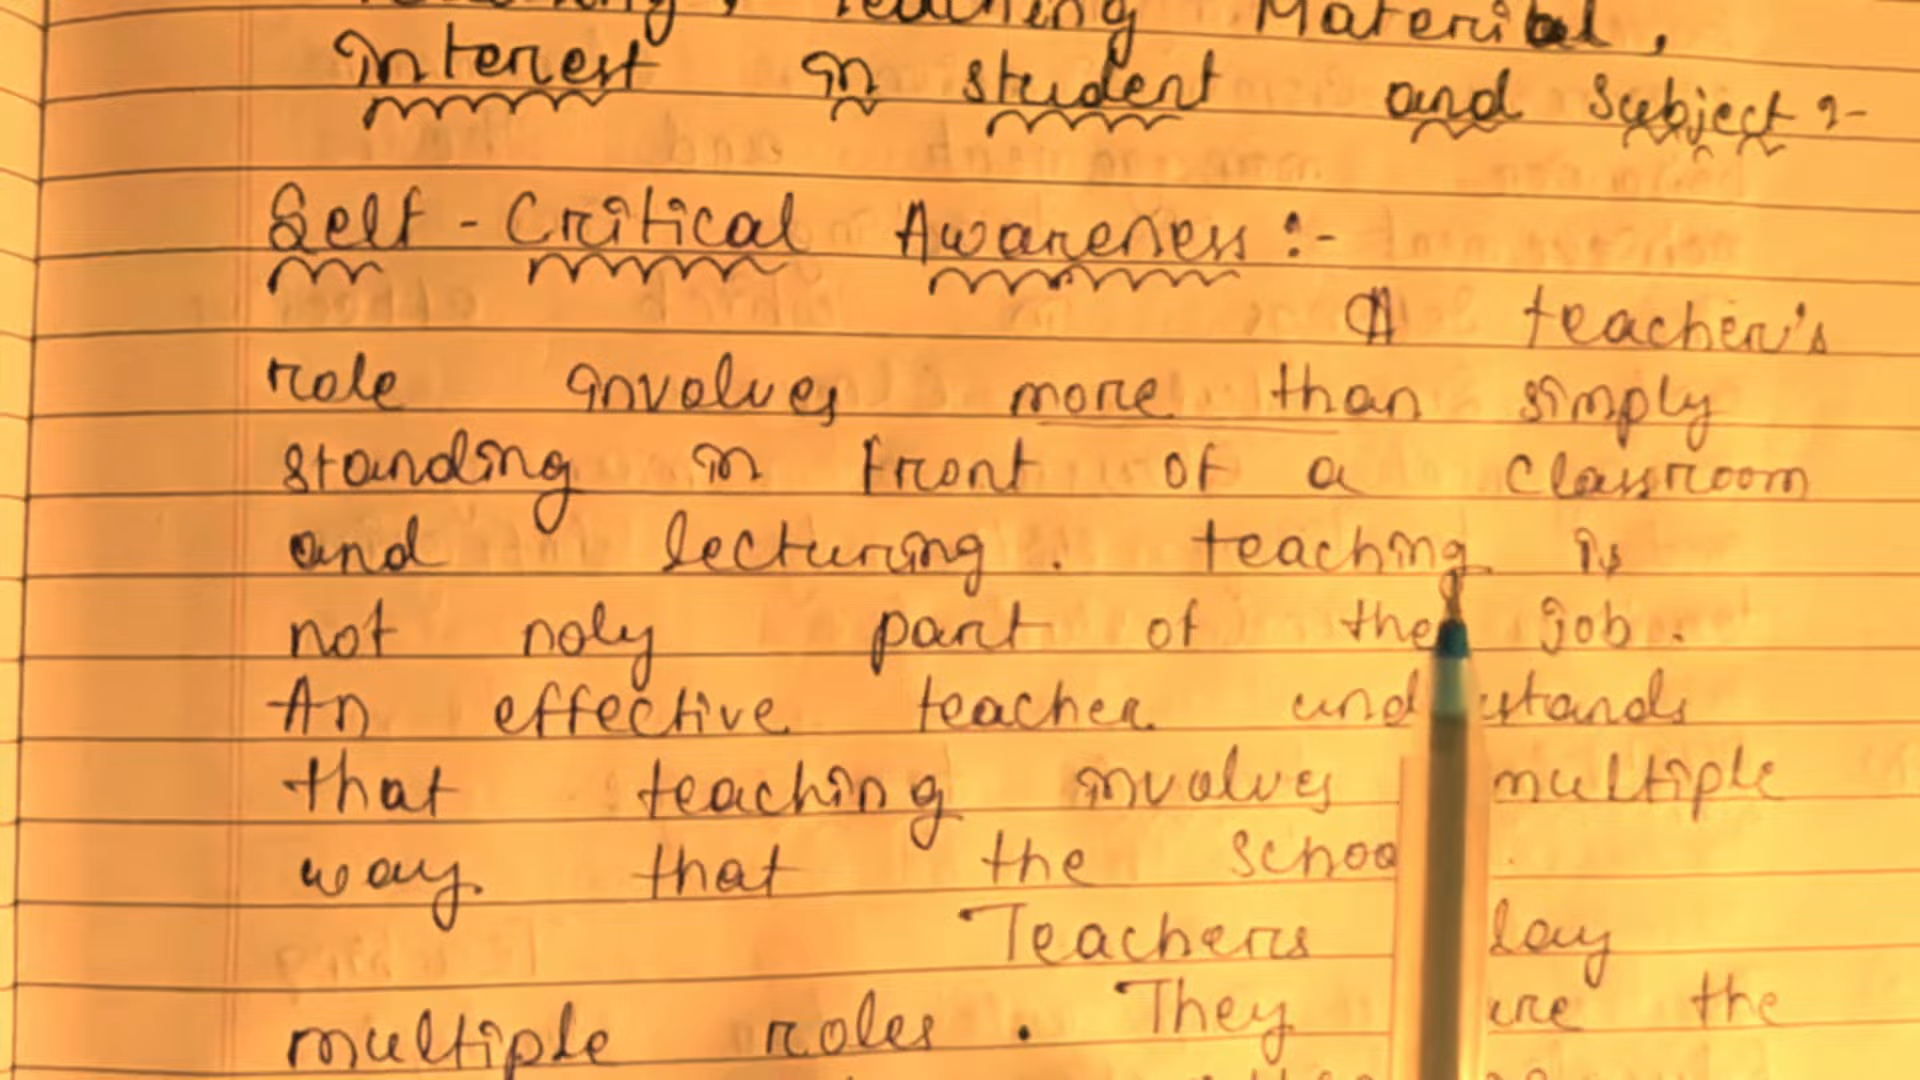 Teaching Material,
Interest in student and Subject :-
Self - Critical Awareness :-
A teacher's
role involves more than simply
standing in front of a classroom
and lecturing. teaching is
not noly part of the job.
An effective teacher
that teaching involves multiple
way that the
Teachers
multiple roles. They the